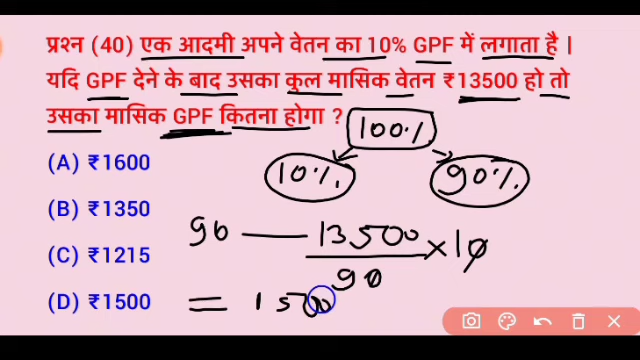 प्रश्न (40) एक आदमी अपने वेतन का 10% GPF में लगाता है |
यदि GPF देने के बाद उसका कुल मासिक वेतन ₹13500 हो तो
उसका मासिक GPF कितना होगा ?
100%
(A) ₹1600
10%.
90%.
(B) ₹1350
90 — 13500 × 10
90
(C) ₹1215
(D) ₹1500
= 1500